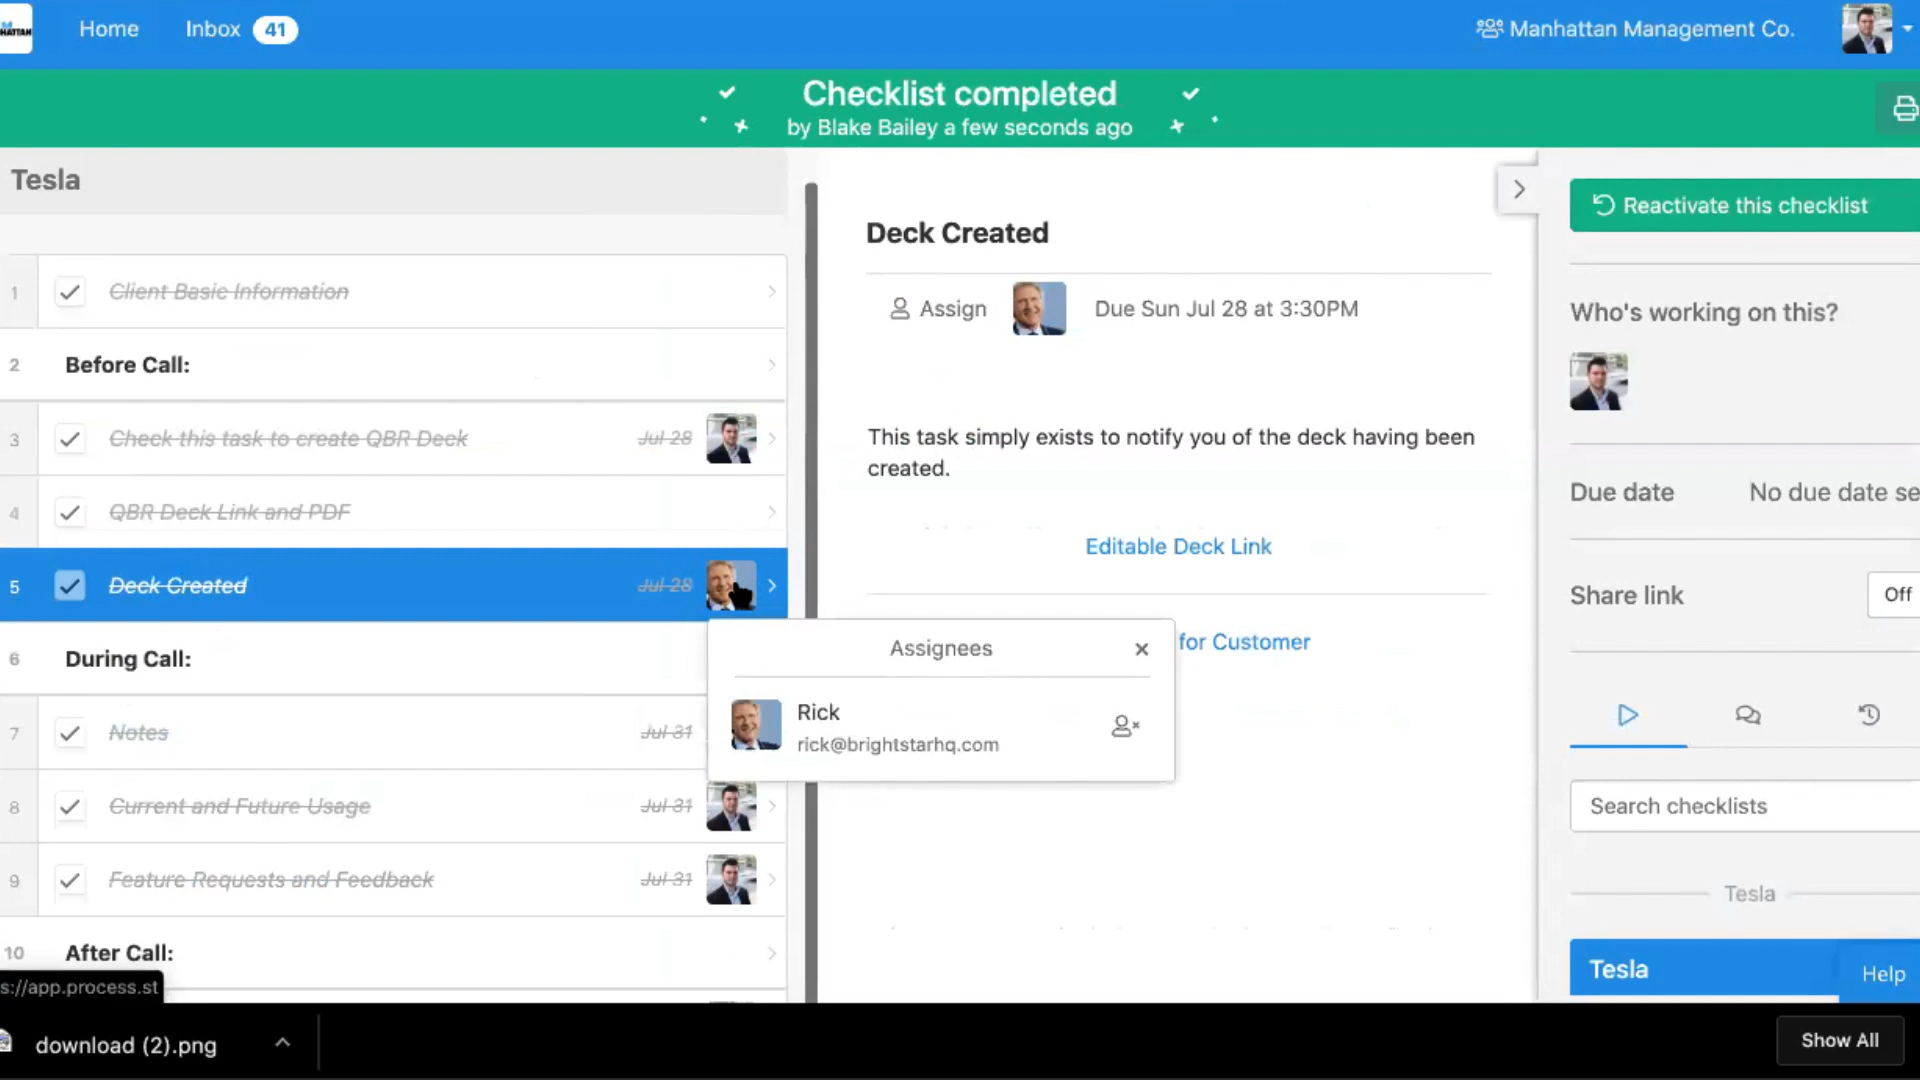 Home
Inbox 41
Manhattan Management Co.
Checklist completed
by Blake Bailey a few seconds ago
Tesla
1 Client Basic Information
2 Before Call:
3 Check this task to create QBR Deck Jul 28
4 QBR Deck Link and PDF
5 Deck Created Jul 28
6 During Call:
7 Notes Jul 31
8 Current and Future Usage Jul 31
9 Feature Requests and Feedback Jul 31
10 After Call:
s://app.process.st
Deck Created
Assign Due Sun Jul 28 at 3:30PM
This task simply exists to notify you of the deck having been
created.
Editable Deck Link
for Customer
Assignees
Rick
rick@brightstarhq.com
Reactivate this checklist
Who's working on this?
Due date No due date se
Share link Off
Search checklists
Tesla
Tesla
Help
download (2).png
Show All